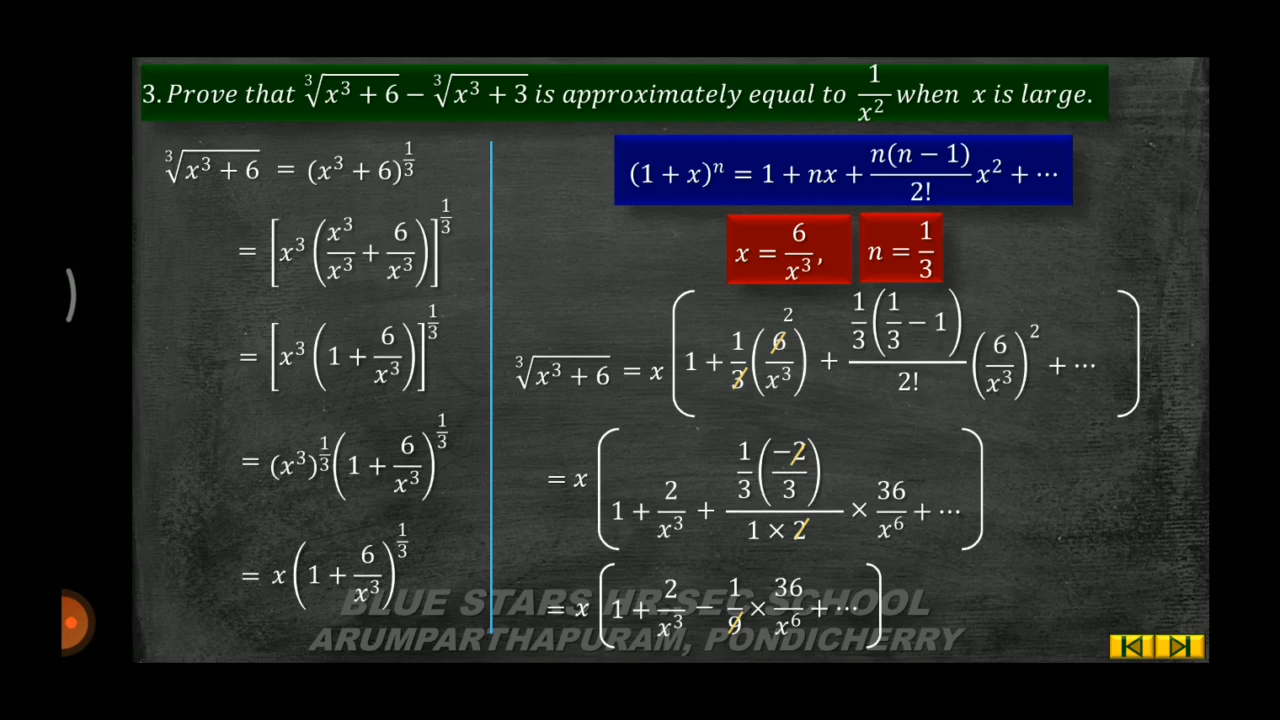 3. Prove that ∛(x³ + 6) − ∛(x³ + 3) is approximately equal to 1/x² when x is large.
∛(x³ + 6) = (x³ + 6)^(1/3)
= [x³ (x³/x³ + 6/x³)]^(1/3)
= [x³ (1 + 6/x³)]^(1/3)
= (x³)^(1/3) (1 + 6/x³)^(1/3)
= x (1 + 6/x³)^(1/3)
(1 + x)ⁿ = 1 + nx + n(n − 1)/2! x² + ⋯
x = 6/x³, n = 1/3
∛(x³ + 6) = x (1 + 1/3 (6/x³) 2 + 1/3 (1/3 − 1)/2! (6/x³)² + ⋯ )
= x (1 + 2/x³ + 1/3 (−2/3)/(1 × 2) × 36/x⁶ + ⋯ )
= x (1 + 2/x³ − 1/9 × 36/x⁶ + ⋯ )
BLUE STARS HR.SEC SCHOOL
ARUMPARTHAPURAM, PONDICHERRY